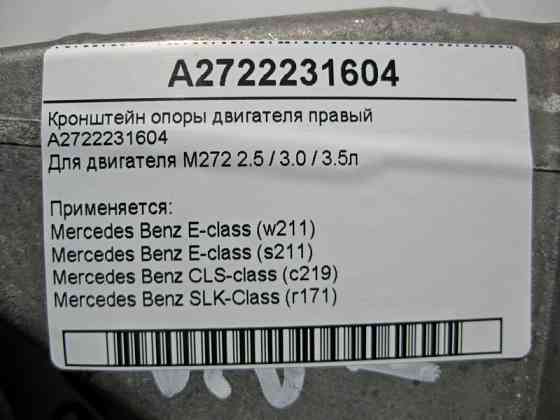 A2722231604
Кронштейн опоры двигателя правый
A2722231604
Для двигателя M272 2.5 / 3.0 / 3.5л
Применяется:
Mercedes Benz E-class (w211)
Mercedes Benz E-class (s211)
Mercedes Benz CLS-class (c219)
Mercedes Benz SLK-Class (r171)